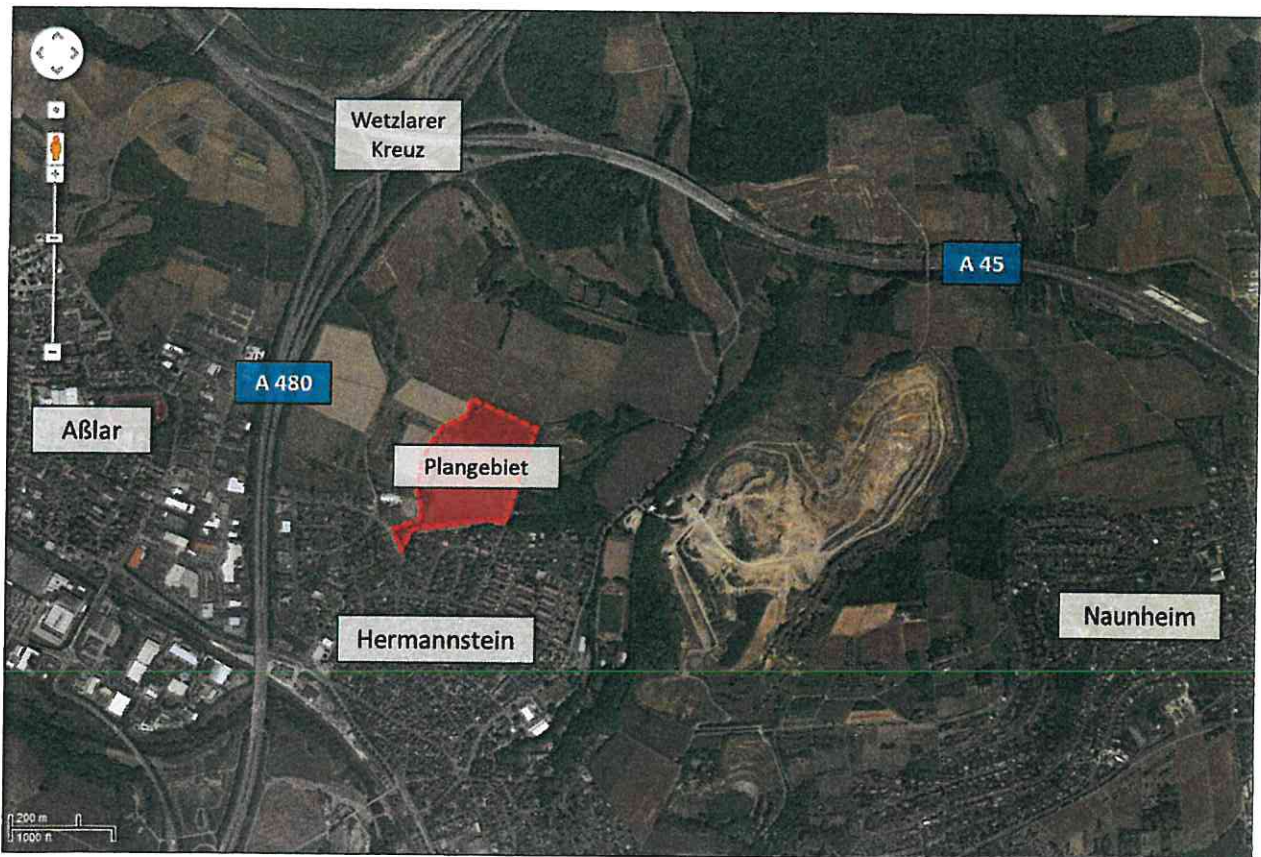 Wetzlarer
Kreuz
A 45
A 480
Aßlar
Plangebiet
Hermannstein
Naunheim
200 m
1000 ft